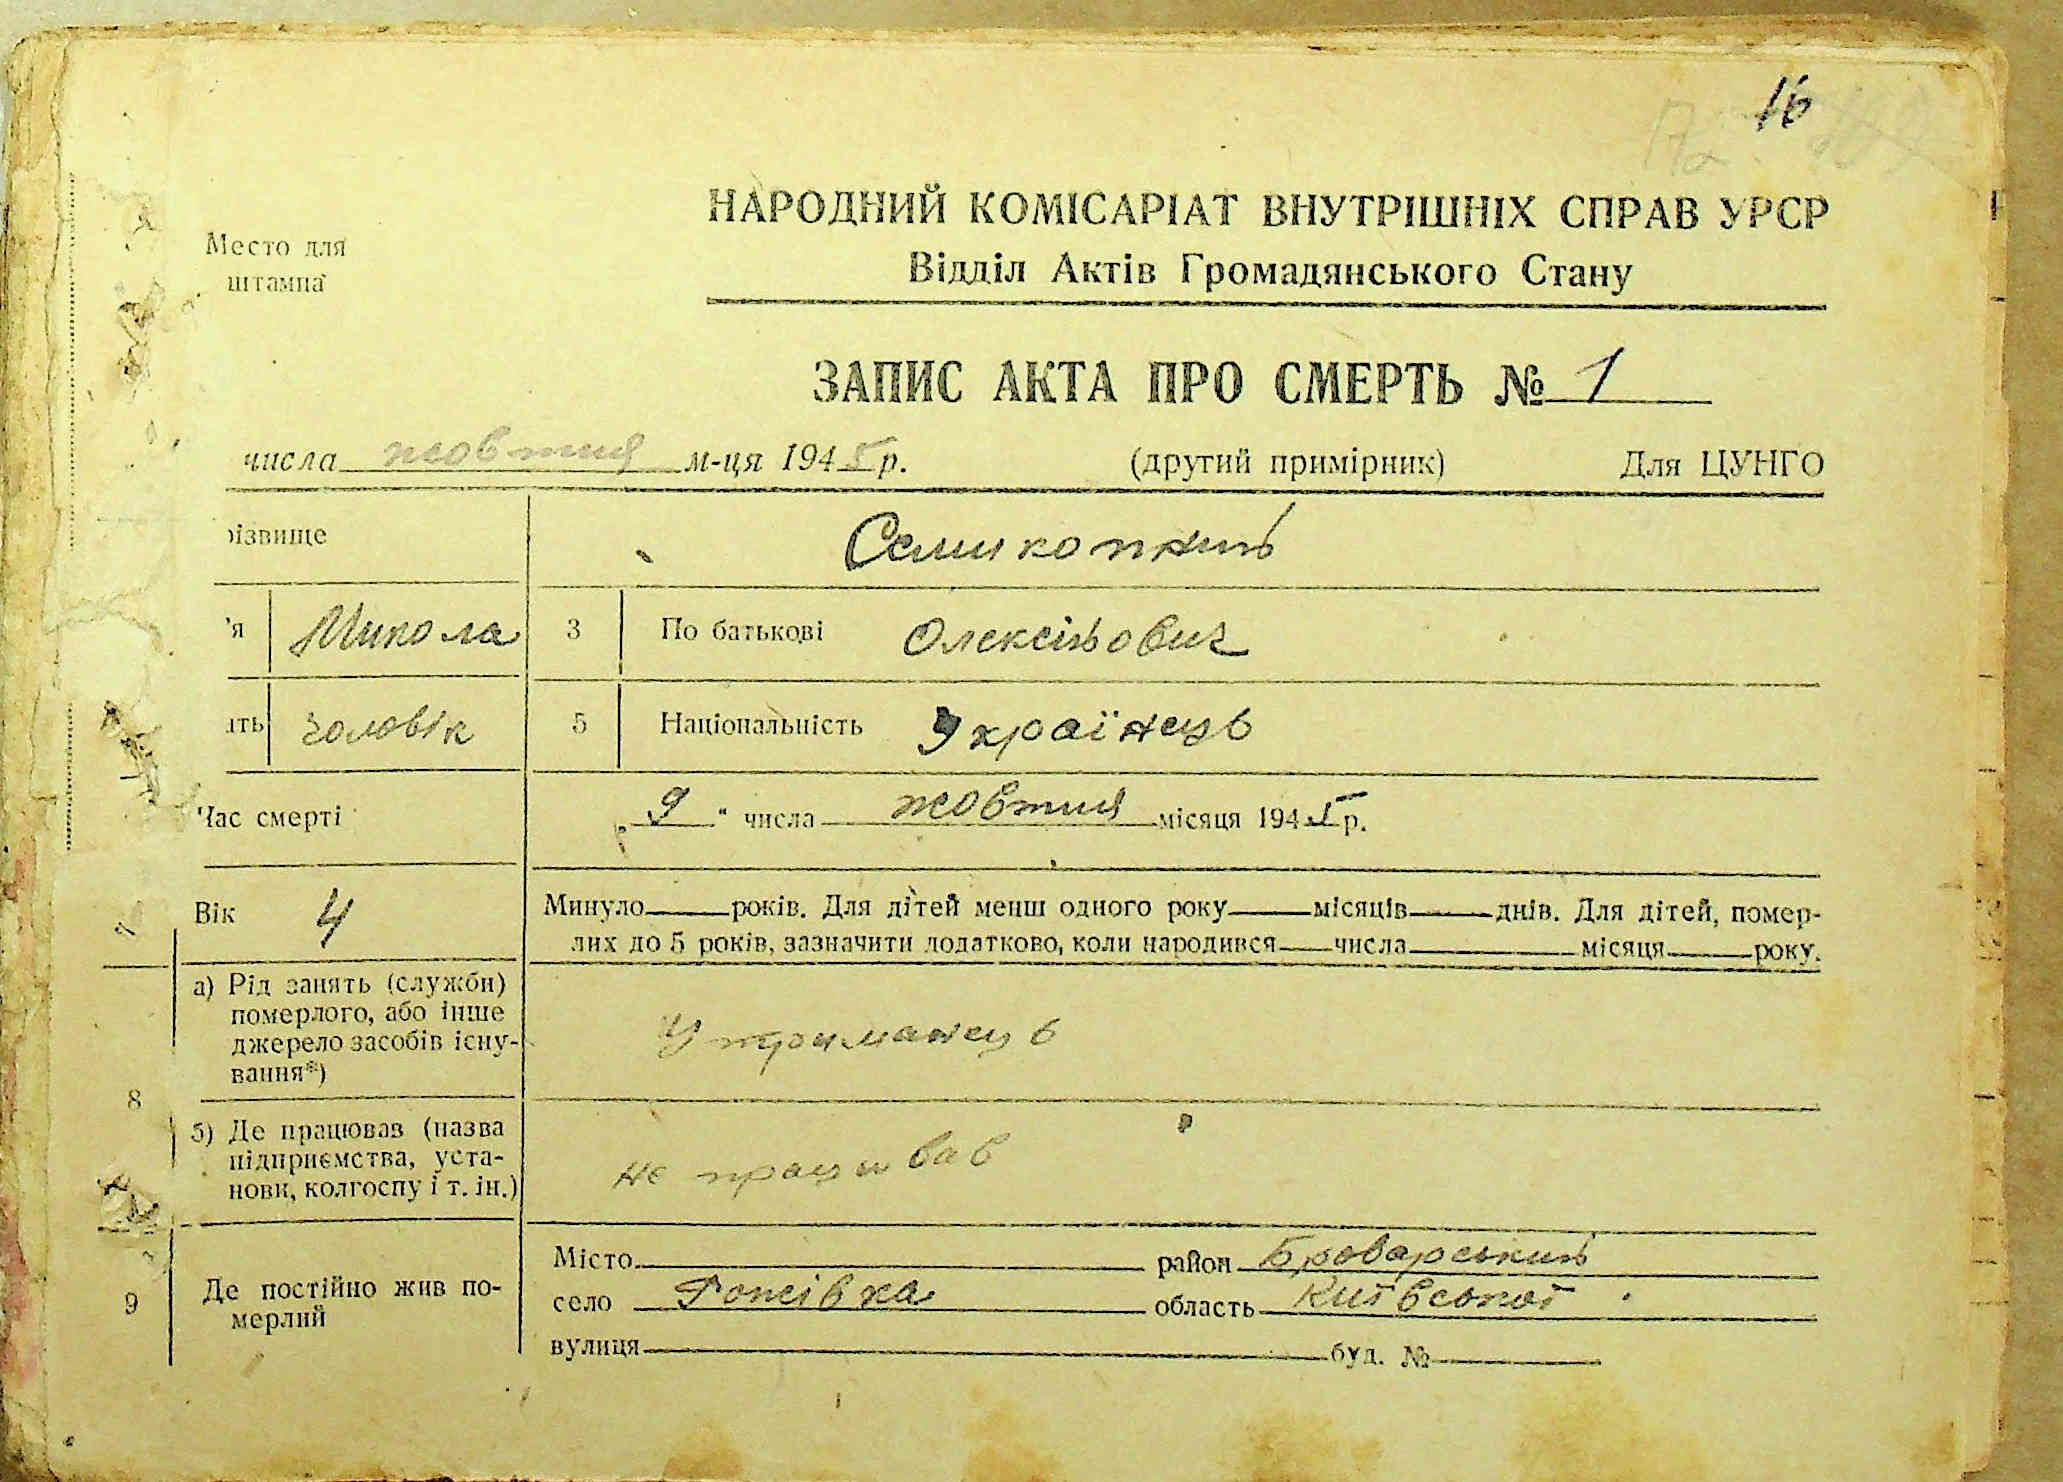 16
НАРОДНИЙ КОМІСАРІАТ ВНУТРІШНІХ СПРАВ УРСР
Место для
штампа
Відділ Актів Громадянського Стану
ЗАПИС АКТА ПРО СМЕРТЬ № 1
числа жовтня м-ця 1945 р. (другий примірник) Для ЦУНГО
різвище Семикопний
'я Микола 3 По батькові Олексійович
ать чоловік 5 Національність Українець
Час смерті „9“ числа жовтня місяця 1945 р.
7 Вік 4 Минуло років. Для дітей менш одного року місяців днів. Для дітей, помер-
лих до 5 років, зазначити додатково, коли народився числа місяця року.
8 а) Рід занять (служби)
померлого, або інше
джерело засобів існу-
вання*)
Утриманець
б) Де працював (назва
підприємства, уста-
нови, колгоспу і т. ін.)
не працював
9 Де постійно жив по-
мерлий
Місто район Броварський
село Рожівка область Київської
вулиця буд. №